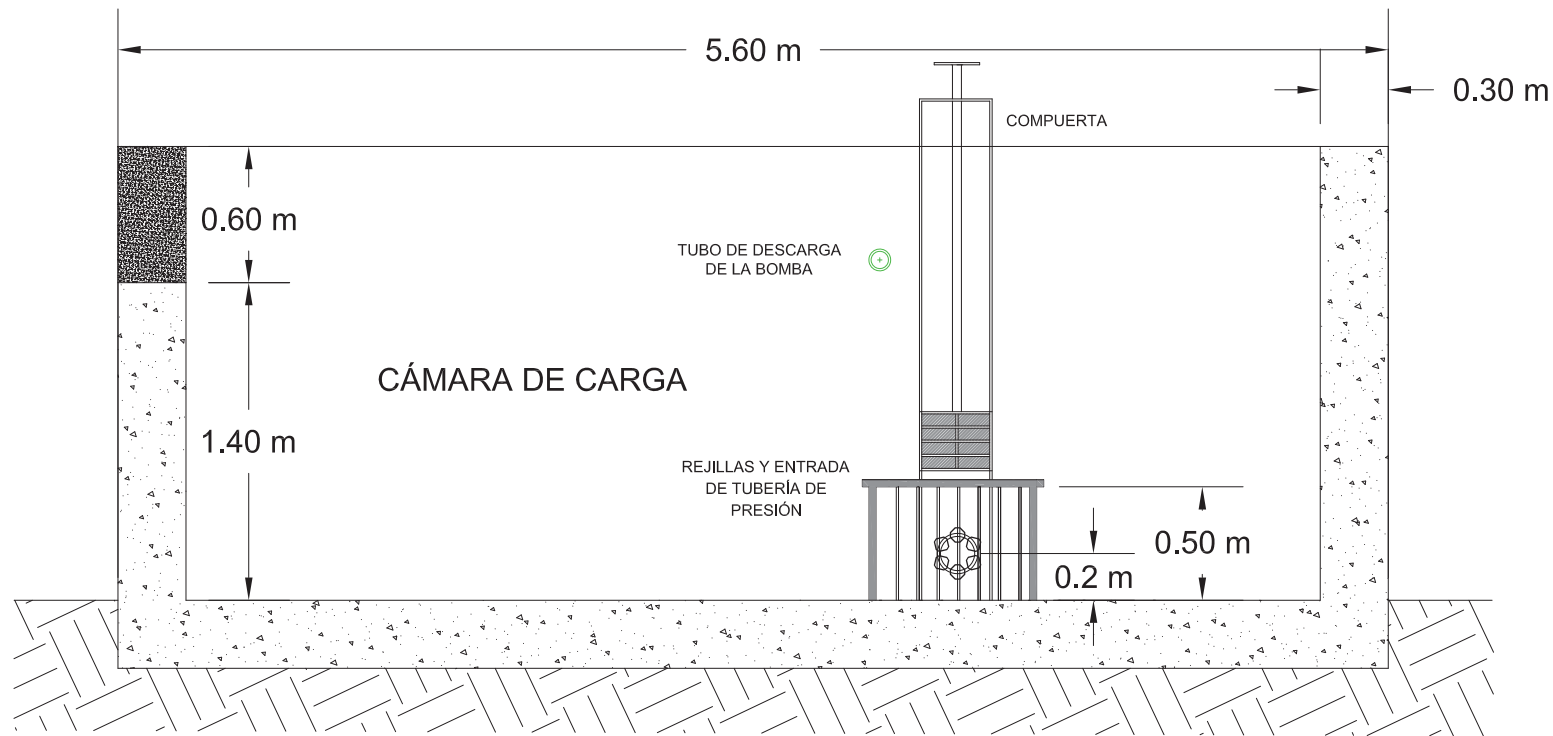 5.60 m
0.30 m
COMPUERTA
0.60 m
TUBO DE DESCARGA
DE LA BOMBA
CÁMARA DE CARGA
1.40 m
REJILLAS Y ENTRADA
DE TUBERÍA DE
PRESIÓN
0.50 m
0.2 m